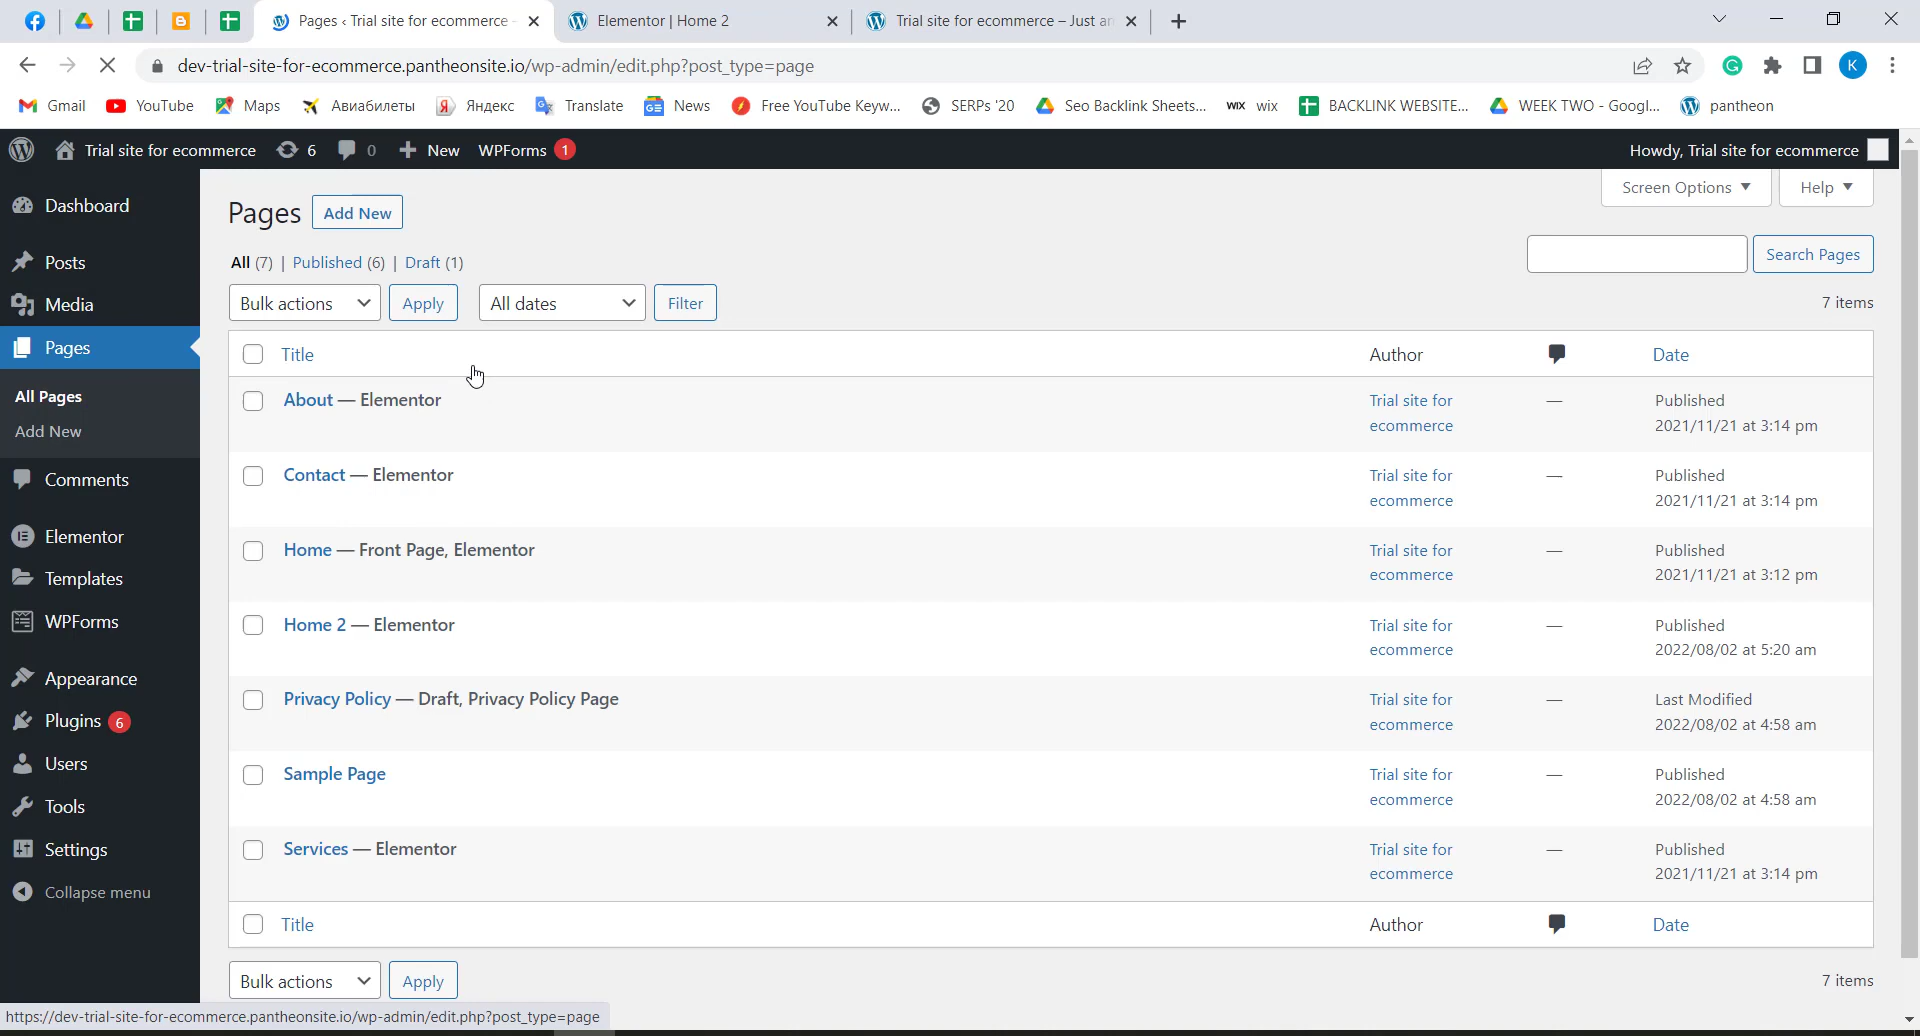 Pages ‹ Trial site for ecommerce –
Elementor | Home 2
Trial site for ecommerce – Just an
dev-trial-site-for-ecommerce.pantheonsite.io/wp-admin/edit.php?post_type=page
K
Gmail YouTube Maps Авиабилеты Яндекс Translate News Free YouTube Keyw... SERPs '20 Seo Backlink Sheets... WIX wix BACKLINK WEBSITE... WEEK TWO - Googl... pantheon
Trial site for ecommerce 6 0 New WPForms 1 Howdy, Trial site for ecommerce
Screen Options Help
Dashboard
Posts
Media
Pages
All Pages
Add New
Comments
Elementor
Templates
WPForms
Appearance
Plugins 6
Users
Tools
Settings
Collapse menu
Pages Add New
All (7) | Published (6) | Draft (1)
Search Pages
Bulk actions Apply All dates Filter 7 items
Title Author Date
About — Elementor Trial site for — Published
ecommerce 2021/11/21 at 3:14 pm
Contact — Elementor Trial site for — Published
ecommerce 2021/11/21 at 3:14 pm
Home — Front Page, Elementor Trial site for — Published
ecommerce 2021/11/21 at 3:12 pm
Home 2 — Elementor Trial site for — Published
ecommerce 2022/08/02 at 5:20 am
Privacy Policy — Draft, Privacy Policy Page Trial site for — Last Modified
ecommerce 2022/08/02 at 4:58 am
Sample Page Trial site for — Published
ecommerce 2022/08/02 at 4:58 am
Services — Elementor Trial site for — Published
ecommerce 2021/11/21 at 3:14 pm
Title Author Date
Bulk actions Apply 7 items
https://dev-trial-site-for-ecommerce.pantheonsite.io/wp-admin/edit.php?post_type=page